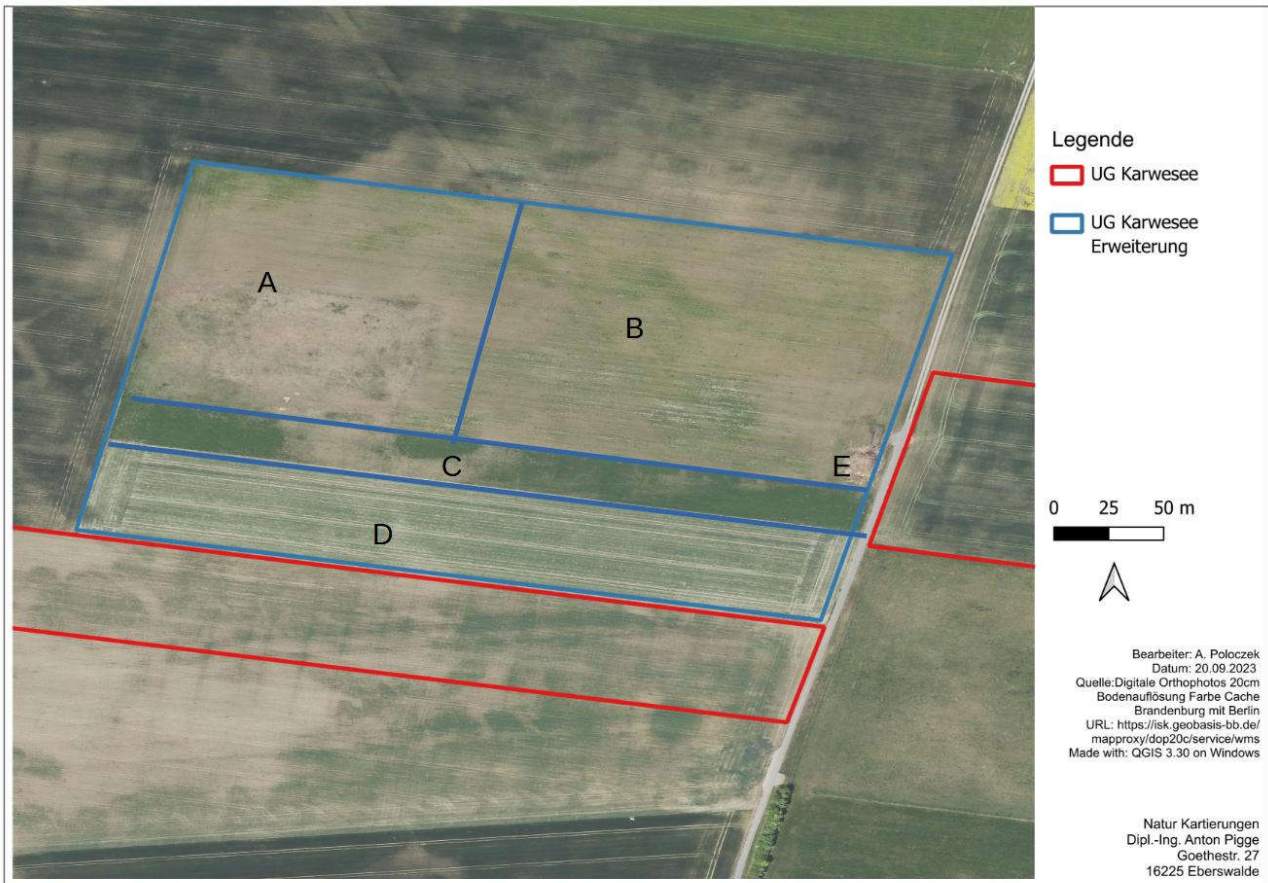 Legende
UG Karwesee
UG Karwesee
Erweiterung
A
B
C
D
E
0 25 50 m
Bearbeiter: A. Poloczek
Datum: 20.09.2023
Quelle:Digitale Orthophotos 20cm
Bodenauflösung Farbe Cache
Brandenburg mit Berlin
URL: https://isk.geobasis-bb.de/
mapproxy/dop20c/service/wms
Made with: QGIS 3.30 on Windows
Natur Kartierungen
Dipl.-Ing. Anton Pigge
Goethestr. 27
16225 Eberswalde